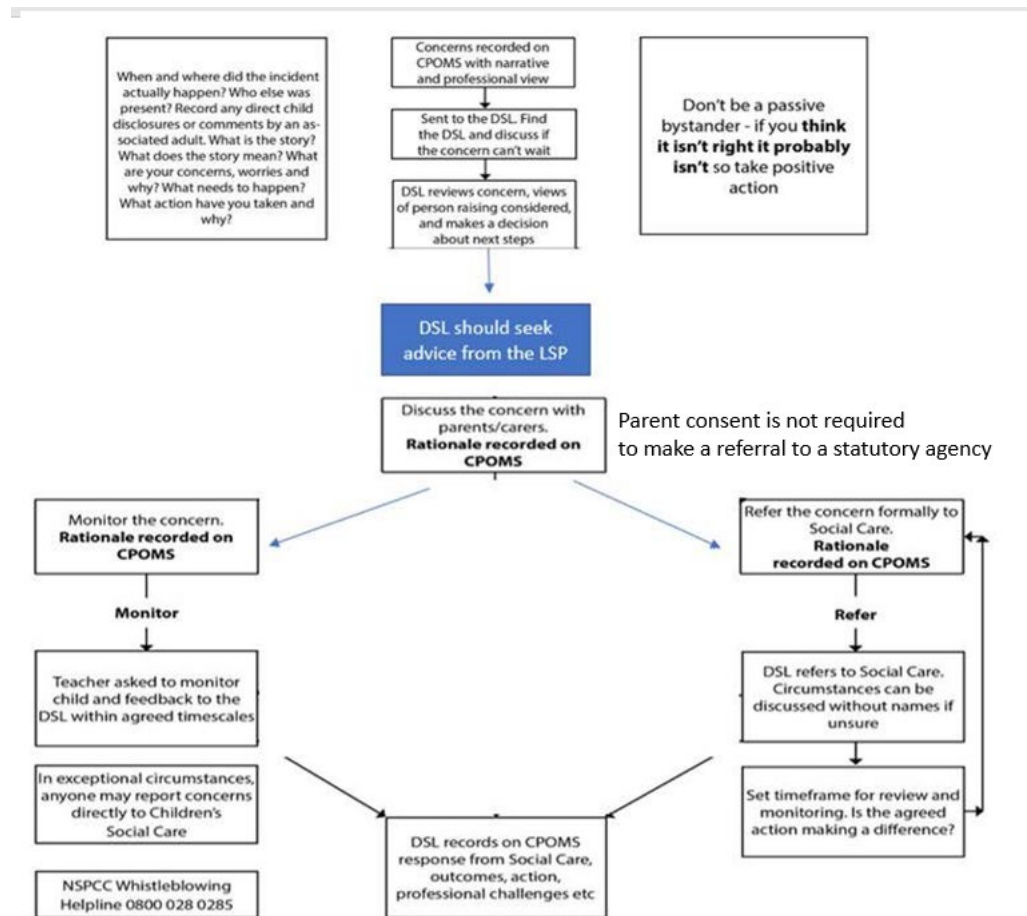 When and where did the incident
actually happen? Who else was
present? Record any direct child
disclosures or comments by an as-
sociated adult. What is the story?
What does the story mean? What
are your concerns, worries and
why? What needs to happen?
What action have you taken and
why?
Concerns recorded on
CPOMS with narrative
and professional view
Sent to the DSL. Find
the DSL and discuss if
the concern can't wait
DSL reviews concern, views
of person raising considered,
and makes a decision
about next steps
Don't be a passive
bystander - if you think
it isn't right it probably
isn't so take positive
action
DSL should seek
advice from the LSP
Discuss the concern with
parents/carers.
Rationale recorded on
CPOMS
Parent consent is not required
to make a referral to a statutory agency
Monitor the concern.
Rationale recorded on
CPOMS
Monitor
Teacher asked to monitor
child and feedback to the
DSL within agreed timescales
In exceptional circumstances,
anyone may report concerns
directly to Children's
Social Care
NSPCC Whistleblowing
Helpline 0800 028 0285
Refer the concern formally to
Social Care.
Rationale
recorded on CPOMS
Refer
DSL refers to Social Care.
Circumstances can be
discussed without names if
unsure
Set timeframe for review and
monitoring. Is the agreed
action making a difference?
DSL records on CPOMS
response from Social Care,
outcomes, action,
professional challenges etc